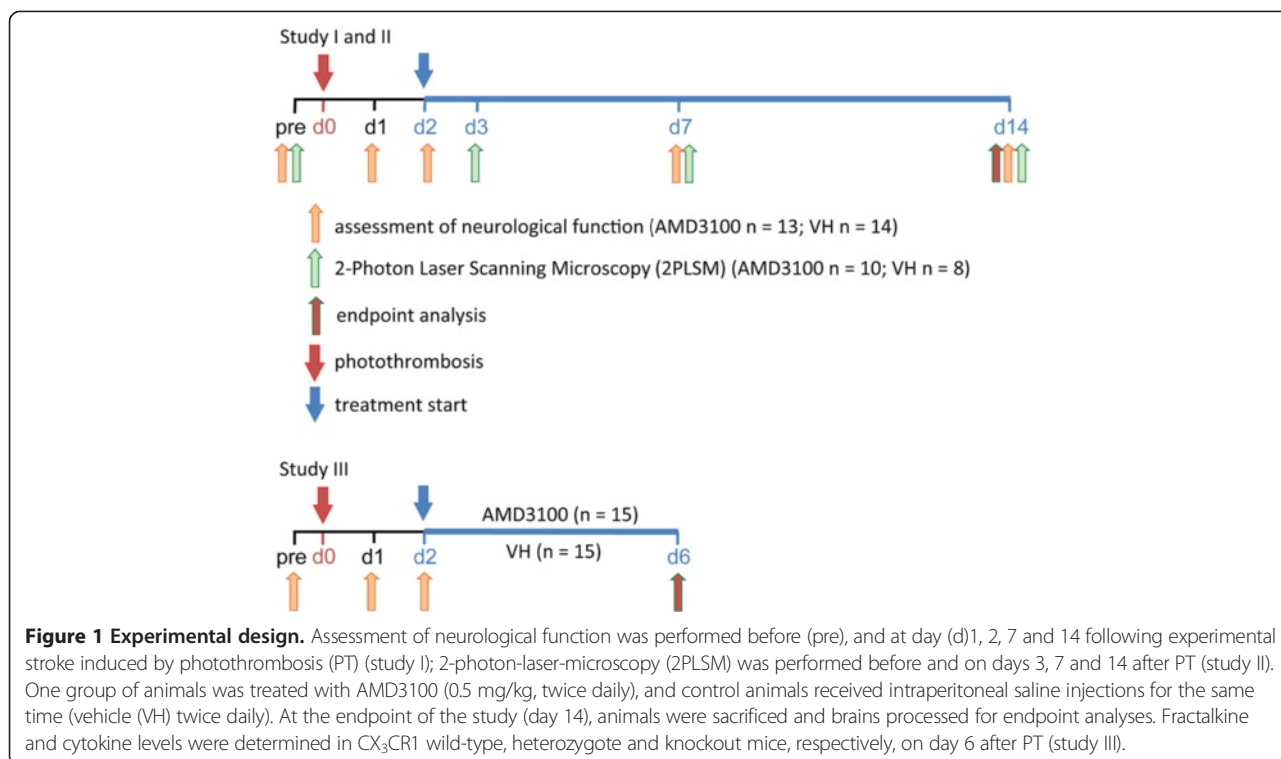 Study I and II
pre d0 d1 d2 d3 d7 d14
assessment of neurological function (AMD3100 n = 13; VH n = 14)
2-Photon Laser Scanning Microscopy (2PLSM) (AMD3100 n = 10; VH n = 8)
endpoint analysis
photothrombosis
treatment start
Study III
AMD3100 (n = 15)
pre d0 d1 d2 VH (n = 15) d6
Figure 1 Experimental design. Assessment of neurological function was performed before (pre), and at day (d)1, 2, 7 and 14 following experimental
stroke induced by photothrombosis (PT) (study I); 2-photon-laser-microscopy (2PLSM) was performed before and on days 3, 7 and 14 after PT (study II).
One group of animals was treated with AMD3100 (0.5 mg/kg, twice daily), and control animals received intraperitoneal saline injections for the same
time (vehicle (VH) twice daily). At the endpoint of the study (day 14), animals were sacrificed and brains processed for endpoint analyses. Fractalkine
and cytokine levels were determined in CX₃CR1 wild-type, heterozygote and knockout mice, respectively, on day 6 after PT (study III).